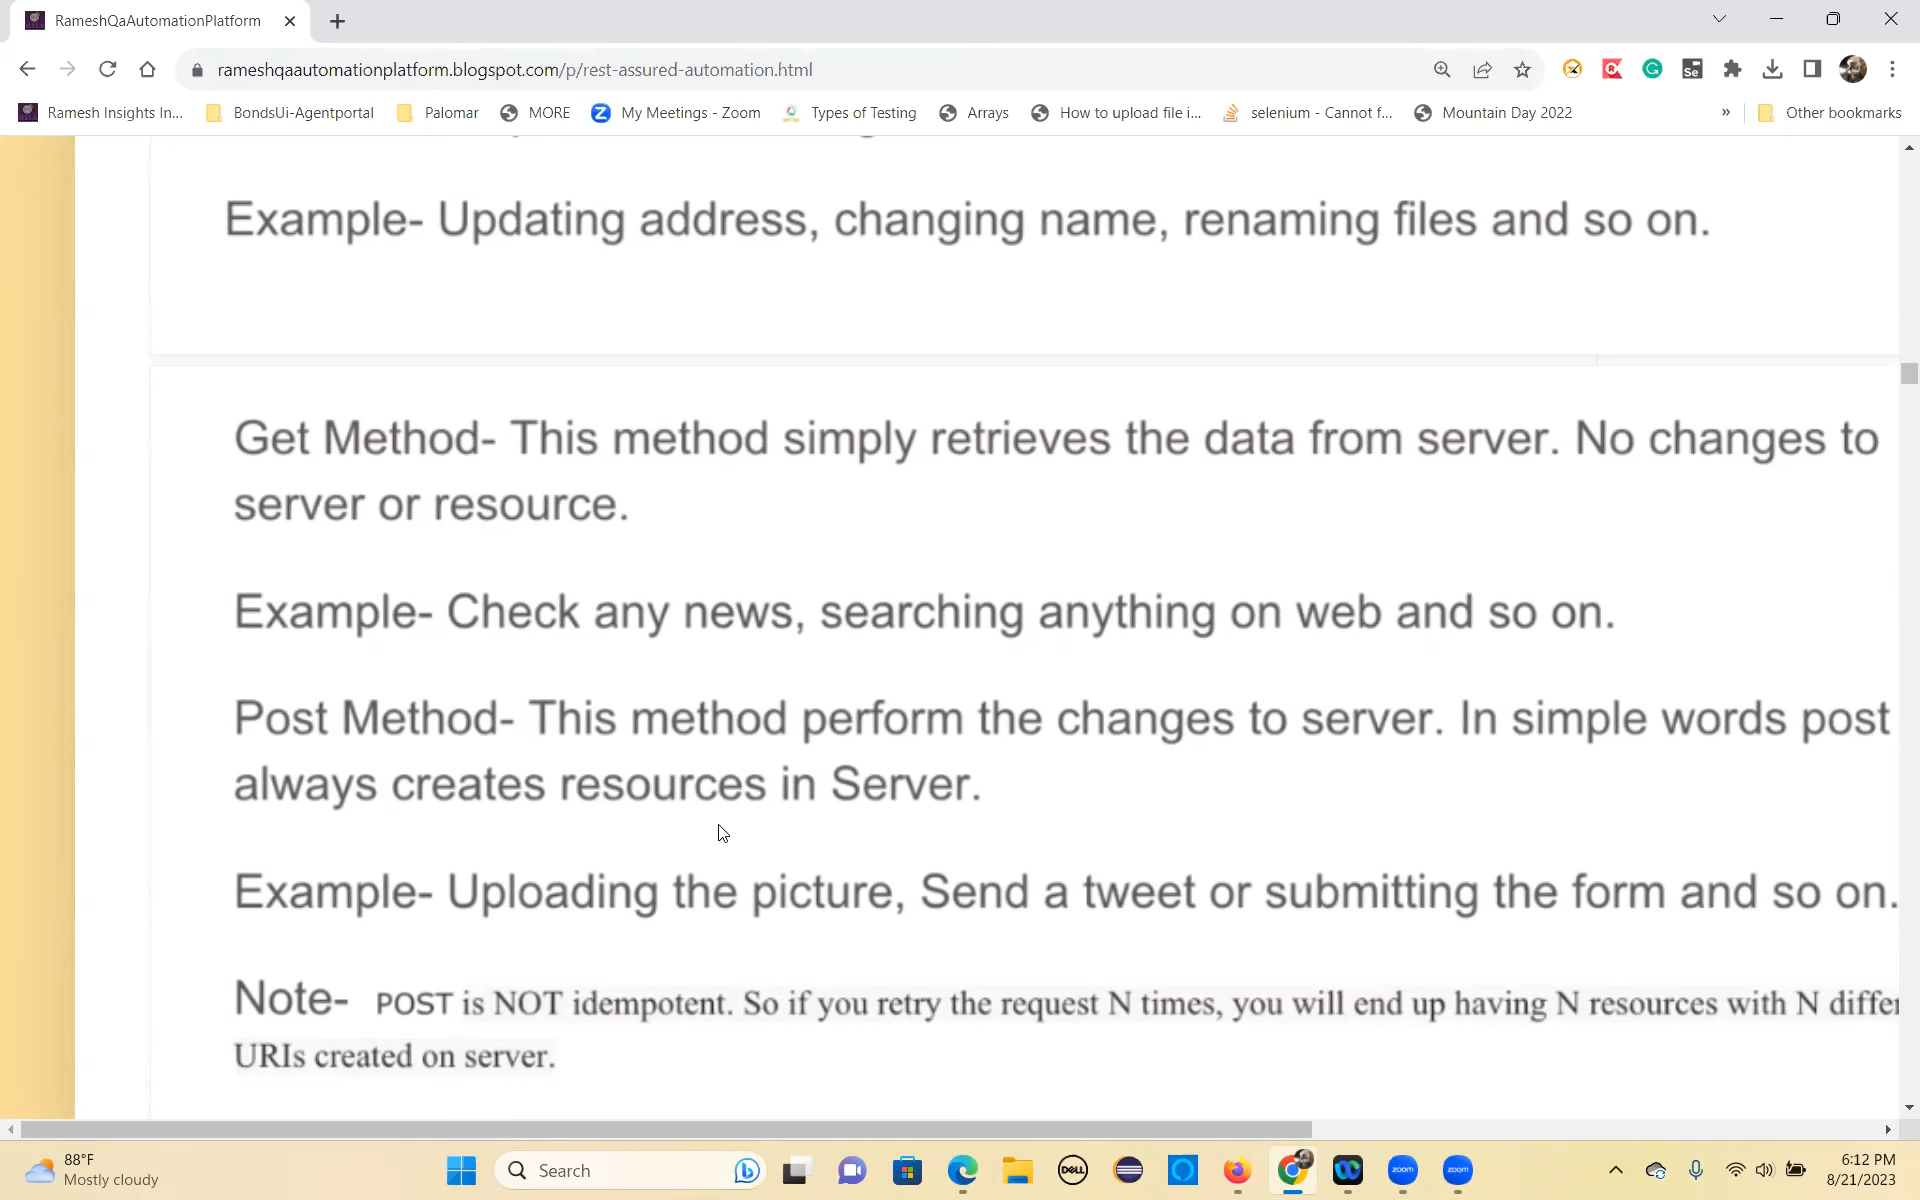 RameshQaAutomationPlatform
rameshqaautomationplatform.blogspot.com/p/rest-assured-automation.html
Ramesh Insights In... BondsUi-Agentportal Palomar MORE My Meetings - Zoom Types of Testing Arrays How to upload file i... selenium - Cannot f... Mountain Day 2022 » Other bookmarks
Example- Updating address, changing name, renaming files and so on.
Get Method- This method simply retrieves the data from server. No changes to
server or resource.
Example- Check any news, searching anything on web and so on.
Post Method- This method perform the changes to server. In simple words post
always creates resources in Server.
Example- Uploading the picture, Send a tweet or submitting the form and so on.
Note- POST is NOT idempotent. So if you retry the request N times, you will end up having N resources with N differ
URIs created on server.
88°F
Mostly cloudy
Search
DELL
zoom
zoom
6:12 PM
8/21/2023